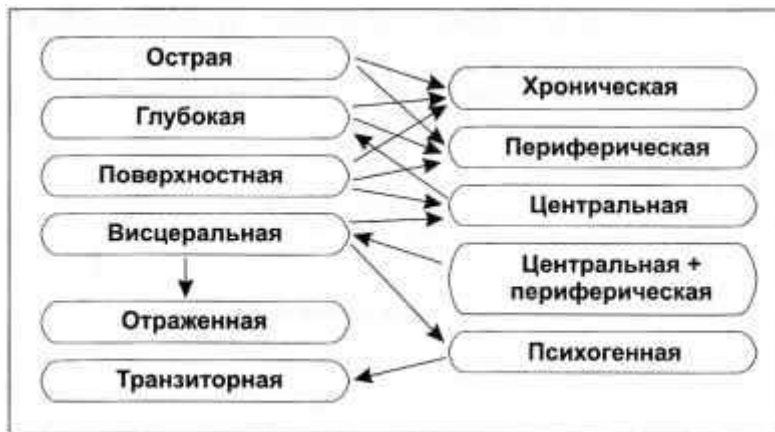 Острая
Глубокая
Поверхностная
Висцеральная
Отраженная
Транзиторная
Хроническая
Периферическая
Центральная
Центральная +
периферическая
Психогенная